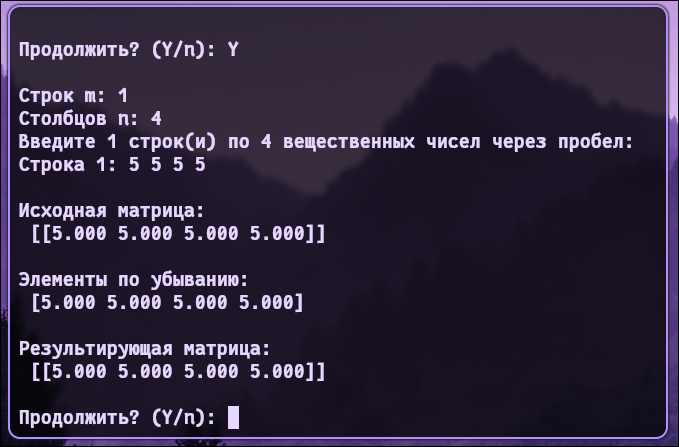 Продолжить? (Y/n): Y
Строк m: 1
Столбцов n: 4
Введите 1 строк(и) по 4 вещественных чисел через пробел:
Строка 1: 5 5 5 5
Исходная матрица:
[[5.000 5.000 5.000 5.000]]
Элементы по убыванию:
[5.000 5.000 5.000 5.000]
Результирующая матрица:
[[5.000 5.000 5.000 5.000]]
Продолжить? (Y/n):